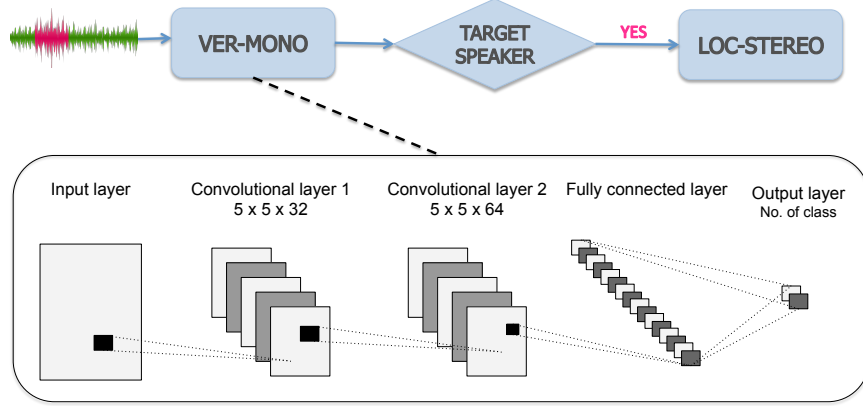 VER-MONO
TARGET
SPEAKER
YES
LOC-STEREO
Input layer
Convolutional layer 1
5 x 5 x 32
Convolutional layer 2
5 x 5 x 64
Fully connected layer
Output layer
No. of class